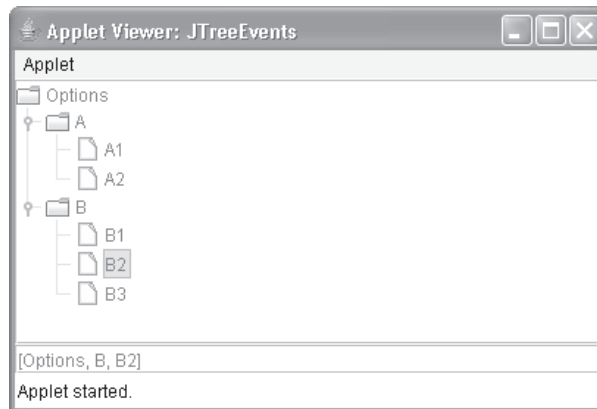 Applet Viewer: JTreeEvents
Applet
Options
A
A1
A2
B
B1
B2
B3
[Options, B, B2]
Applet started.